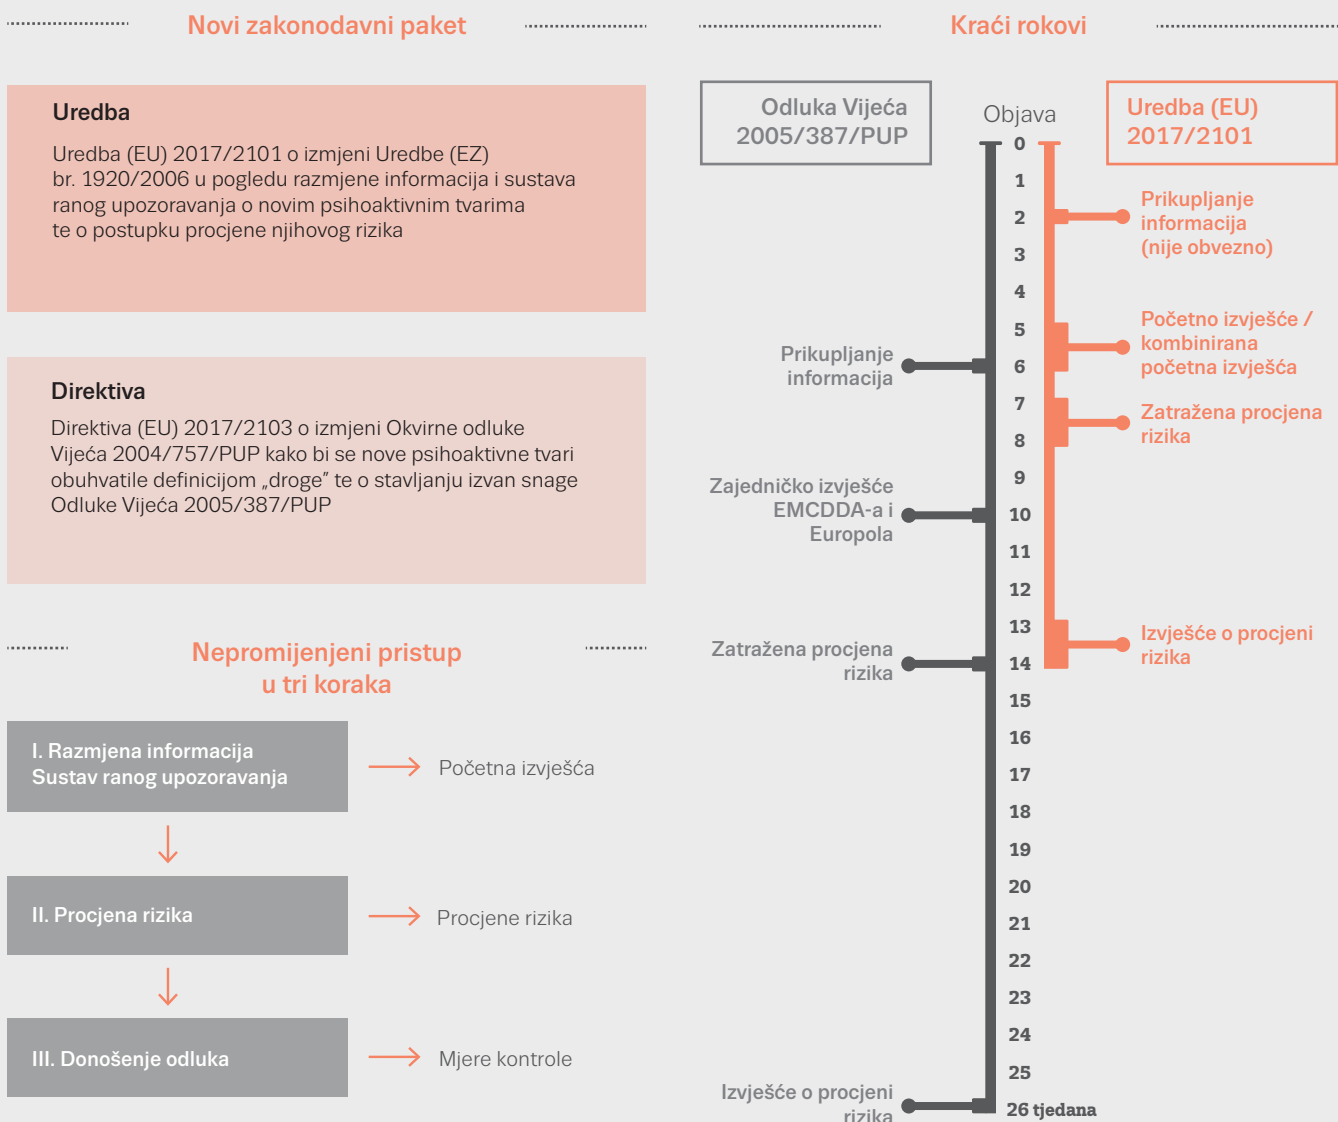 Novi zakonodavni paket
Uredba
Uredba (EU) 2017/2101 o izmjeni Uredbe (EZ)
br. 1920/2006 u pogledu razmjene informacija i sustava
ranog upozoravanja o novim psihoaktivnim tvarima
te o postupku procjene njihovog rizika
Direktiva
Direktiva (EU) 2017/2103 o izmjeni Okvirne odluke
Vijeća 2004/757/PUP kako bi se nove psihoaktivne tvari
obuhvatile definicijom „droge” te o stavljanju izvan snage
Odluke Vijeća 2005/387/PUP
Nepromijenjeni pristup
u tri koraka
I. Razmjena informacija
Sustav ranog upozoravanja
Početna izvješća
II. Procjena rizika
Procjene rizika
III. Donošenje odluka
Mjere kontrole
Kraći rokovi
Odluka Vijeća
2005/387/PUP
Objava
Uredba (EU)
2017/2101
0
1
2
3
4
5
6
7
8
9
10
11
12
13
14
15
16
17
18
19
20
21
22
23
24
25
26 tjedana
Prikupljanje
informacija
Zajedničko izvješće
EMCDDA-a i
Europola
Zatražena procjena
rizika
Izvješće o procjeni
rizika
Prikupljanje
informacija
(nije obvezno)
Početno izvješće /
kombinirana
početna izvješća
Zatražena procjena
rizika
Izvješće o procjeni
rizika